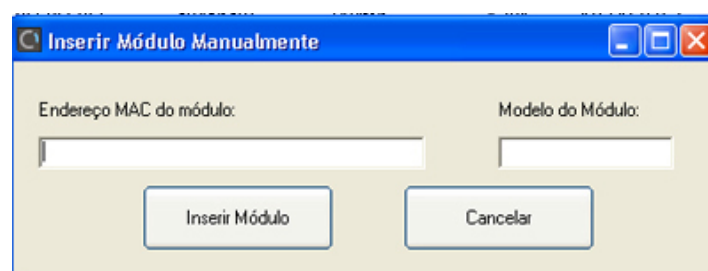 Inserir Módulo Manualmente
Endereço MAC do módulo: Modelo do Módulo:
Inserir Módulo Cancelar